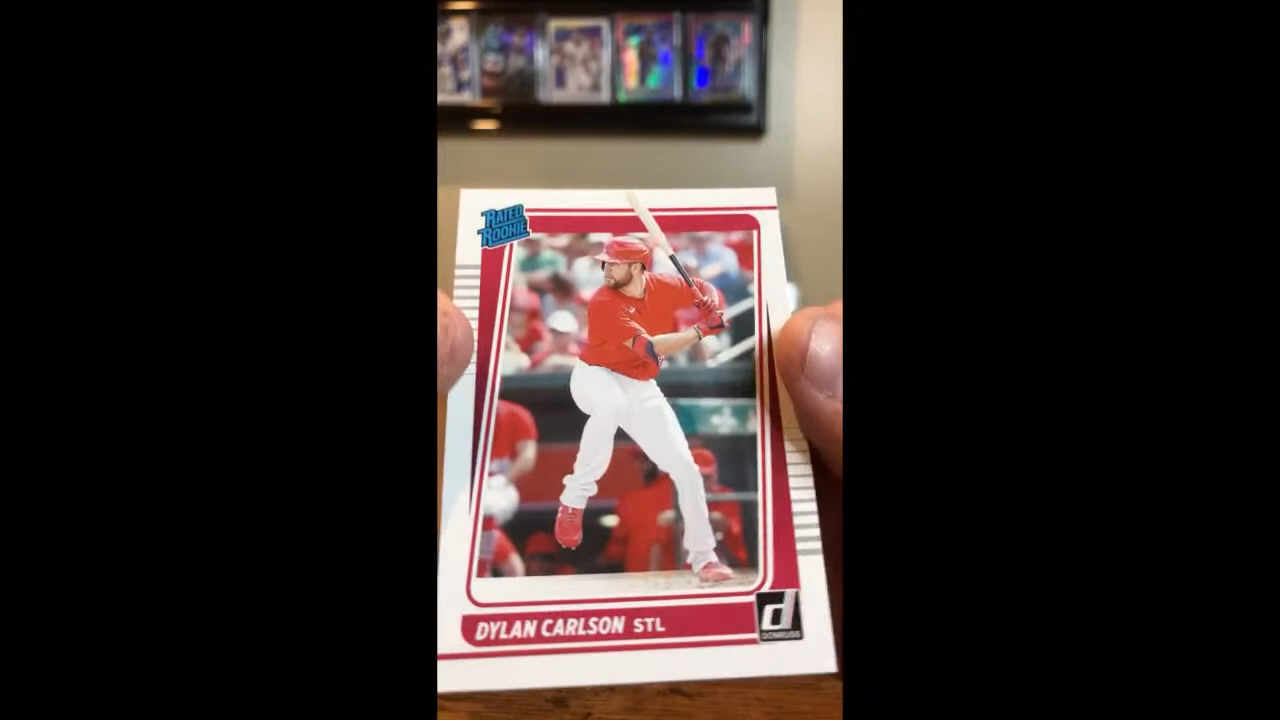 RATED
ROOKIE
DYLAN CARLSON STL
d
DONRUSS